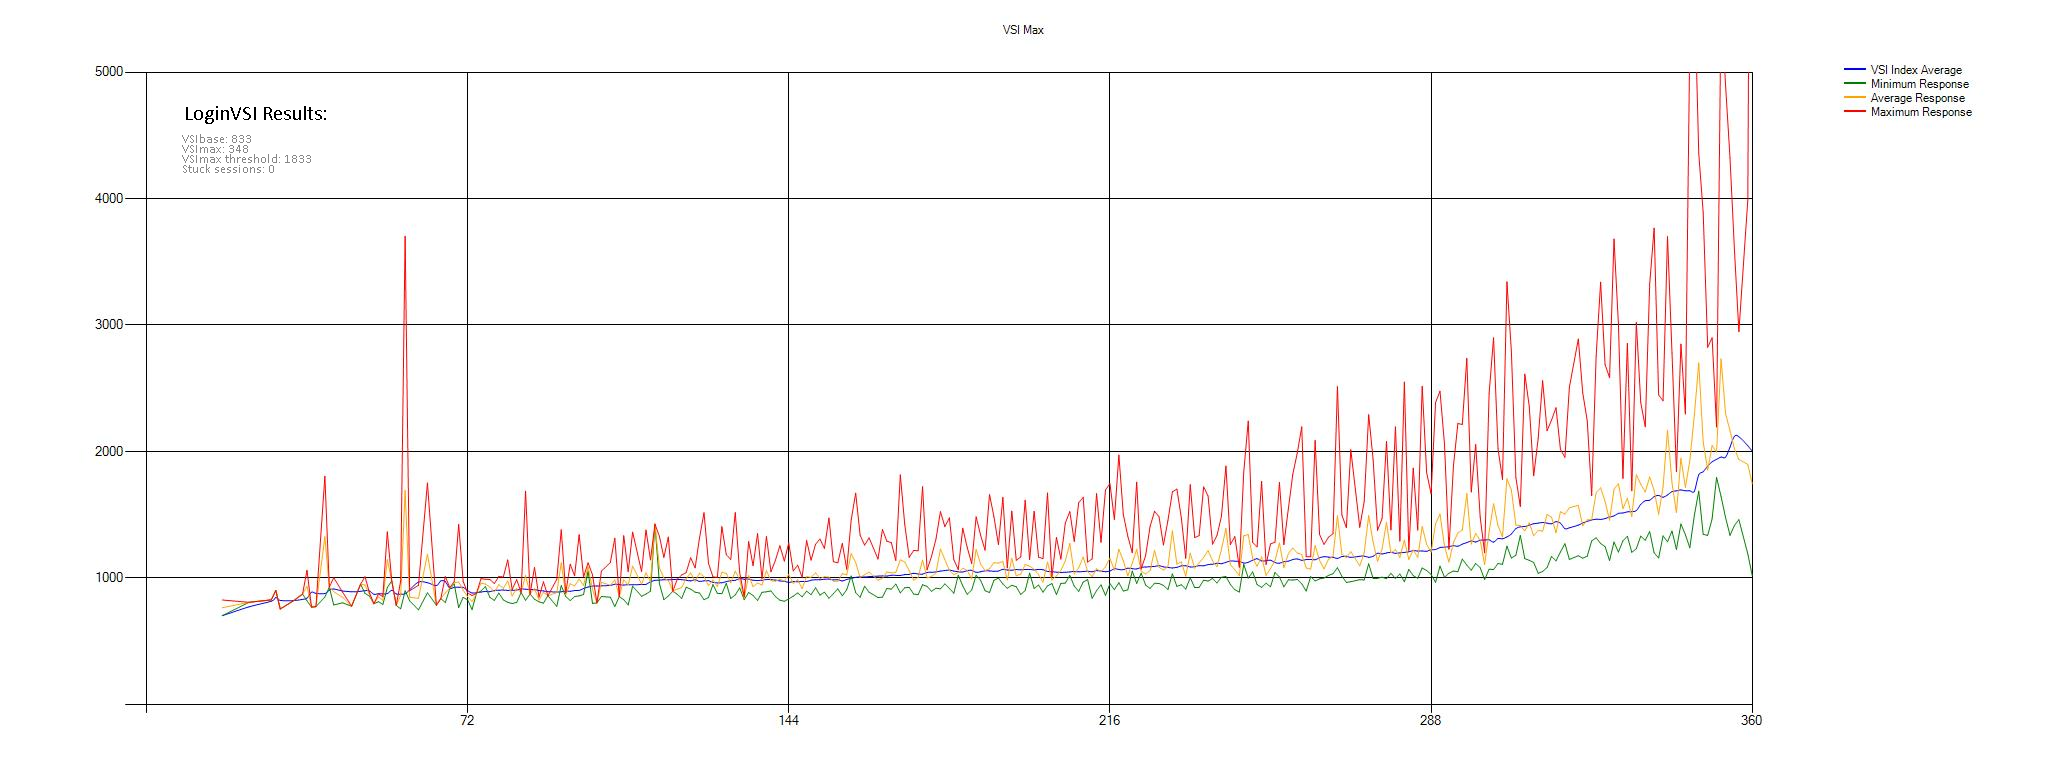 VSI Max
5000
4000
3000
2000
1000
LoginVSI Results:
VSIbase: 833
VSImax: 348
VSImax threshold: 1833
Stuck sessions: 0
VSI Index Average
Minimum Response
Average Response
Maximum Response
72 144 216 288 360